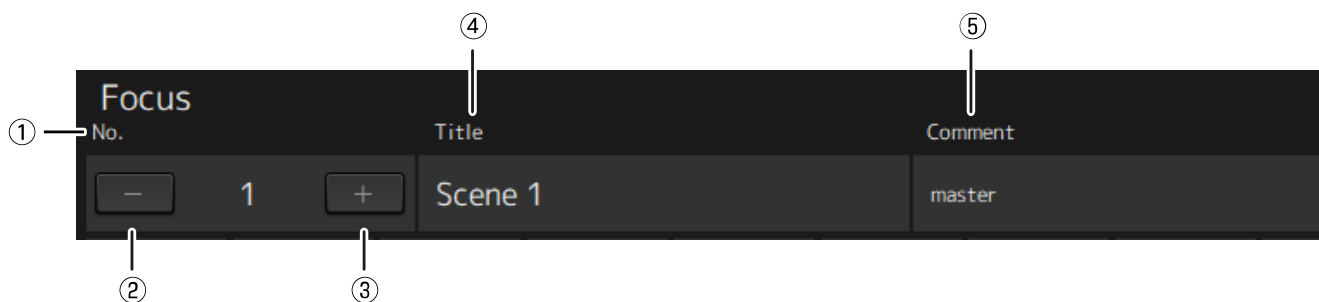 ④ ⑤
Focus
① No. Title Comment
− 1 + Scene 1 master
② ③